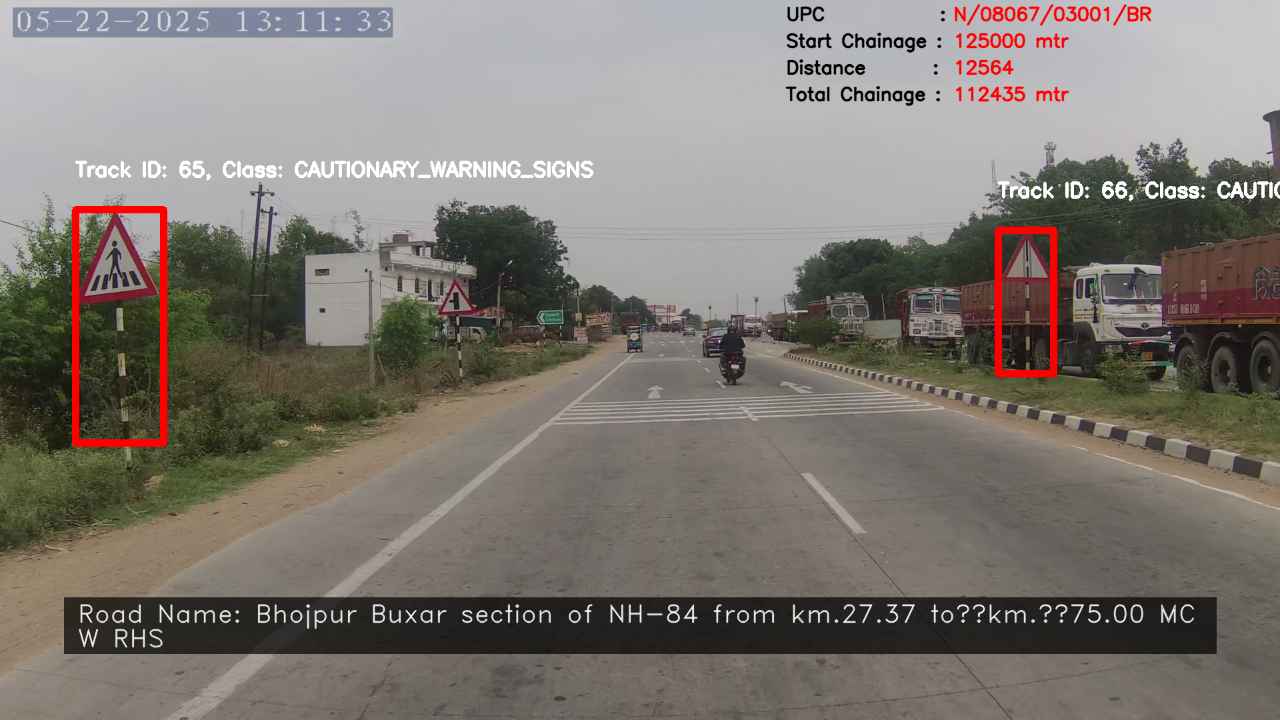 05-22-2025 13:11:33
UPC : N/08067/03001/BR
Start Chainage : 125000 mtr
Distance : 12564
Total Chainage : 112435 mtr
Track ID: 65, Class: CAUTIONARY_WARNING_SIGNS
Track ID: 66, Class: CAUTIO
Road Name: Bhojpur Buxar section of NH-84 from km.27.37 to??km.??75.00 MC
W RHS